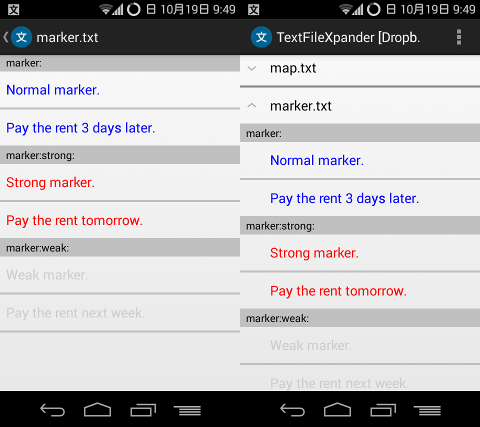 文 日 10月19日 9:49
文 marker.txt
marker:
Normal marker.
Pay the rent 3 days later.
marker:strong:
Strong marker.
Pay the rent tomorrow.
marker:weak:
Weak marker.
Pay the rent next week.
文 日 10月19日 9:49
文 TextFileXpander [Dropb.
map.txt
marker.txt
marker:
Normal marker.
Pay the rent 3 days later.
marker:strong:
Strong marker.
Pay the rent tomorrow.
marker:weak:
Weak marker.
Pay the rent next week.